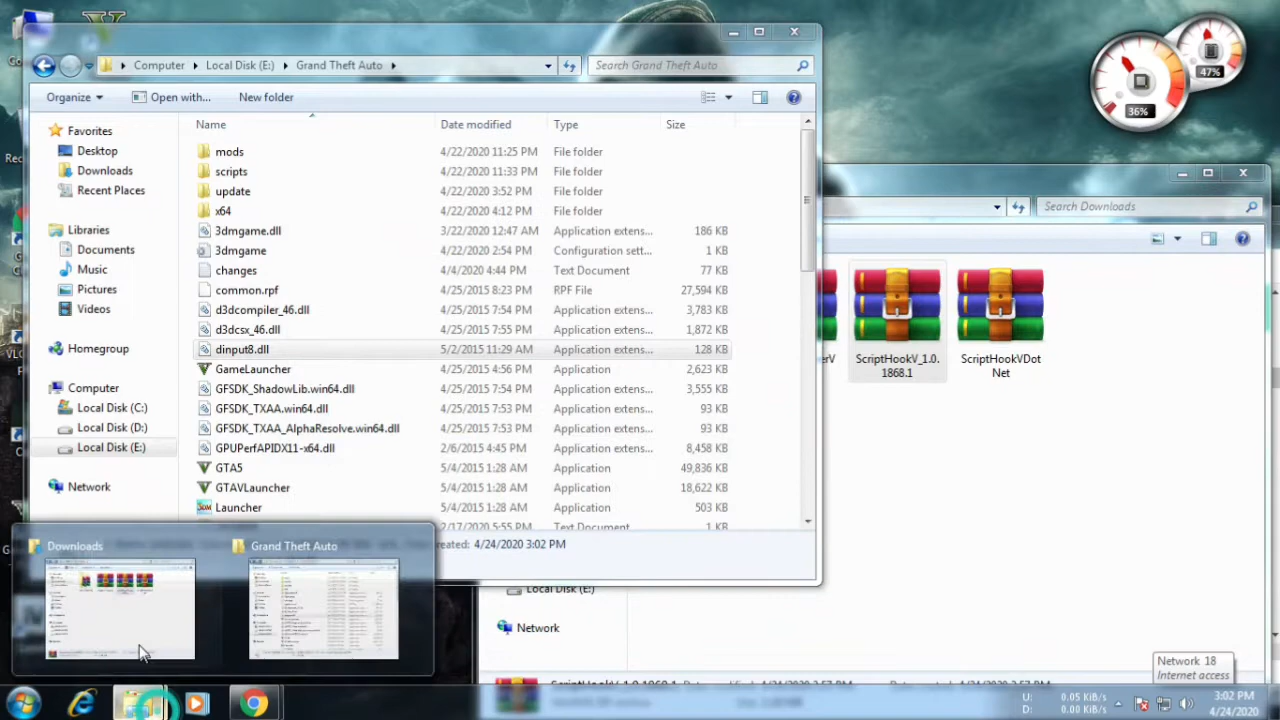 Computer Local Disk (E:) Grand Theft Auto
Search Grand Theft Auto
Organize Open with... New folder
Name Date modified Type Size
Favorites
Desktop
Downloads
Recent Places
Libraries
Documents
Music
Pictures
Videos
Homegroup
Computer
Local Disk (C:)
Local Disk (D:)
Local Disk (E:)
Network
mods 4/22/2020 11:25 PM File folder
scripts 4/22/2020 11:33 PM File folder
update 4/22/2020 3:52 PM File folder
x64 4/22/2020 4:12 PM File folder
3dmgame.dll 3/22/2020 12:47 AM Application extens... 186 KB
3dmgame 4/22/2020 2:54 PM Configuration sett... 1 KB
changes 4/4/2020 4:44 PM Text Document 77 KB
common.rpf 4/25/2015 8:23 PM RPF File 27,594 KB
d3dcompiler_46.dll 4/25/2015 7:54 PM Application extens... 3,783 KB
d3dcsx_46.dll 4/25/2015 7:55 PM Application extens... 1,872 KB
dinput8.dll 5/2/2015 11:29 AM Application extens... 128 KB
GameLauncher 4/25/2015 4:56 PM Application 2,623 KB
GFSDK_ShadowLib.win64.dll 4/25/2015 7:54 PM Application extens... 3,555 KB
GFSDK_TXAA.win64.dll 4/25/2015 7:53 PM Application extens... 93 KB
GFSDK_TXAA_AlphaResolve.win64.dll 4/25/2015 7:53 PM Application extens... 93 KB
GPUPerfAPIDX11-x64.dll 2/6/2015 4:45 PM Application extens... 8,458 KB
GTA5 5/4/2015 1:28 AM Application 49,836 KB
GTAVLauncher 5/4/2015 1:28 AM Application 18,622 KB
Launcher 5/4/2015 1:28 AM Application 503 KB
2/17/2020 5:55 PM Text Document 1 KB
created: 4/24/2020 3:02 PM
47%
36%
Search Downloads
ScriptHookV_1.0.
1868.1
ScriptHookVDot
Net
Downloads
Grand Theft Auto
Local Disk (E:)
Network
Network 18
Internet access
U: 0.05 KiB/s
D: 0.00 KiB/s
3:02 PM
4/24/2020